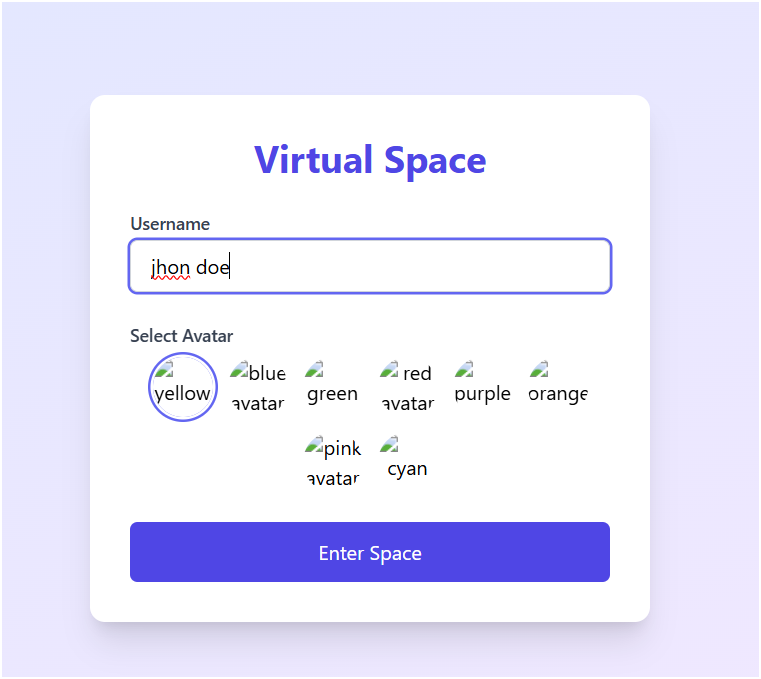 Virtual Space
Username
jhon doe
Select Avatar
yellow
blue avatar
green
red avatar
purple
orange
pink avatar
cyan
Enter Space